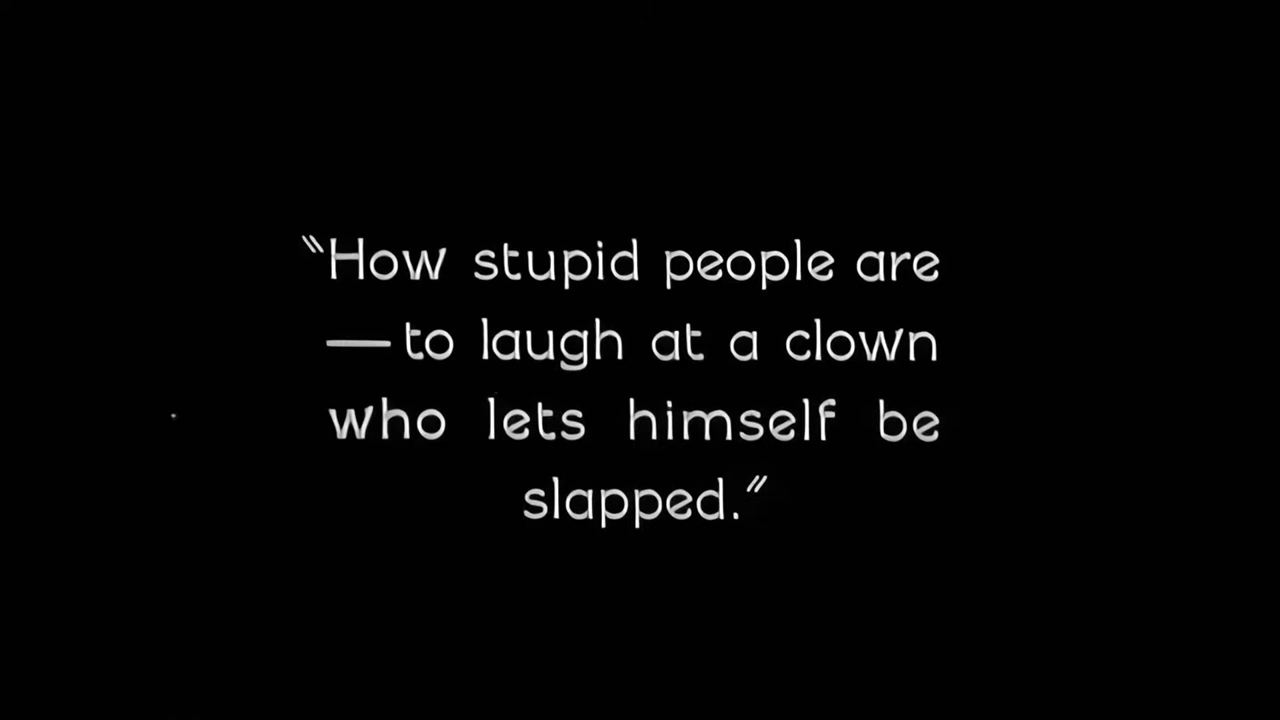 “How stupid people are
—to laugh at a clown
who lets himself be
slapped.”